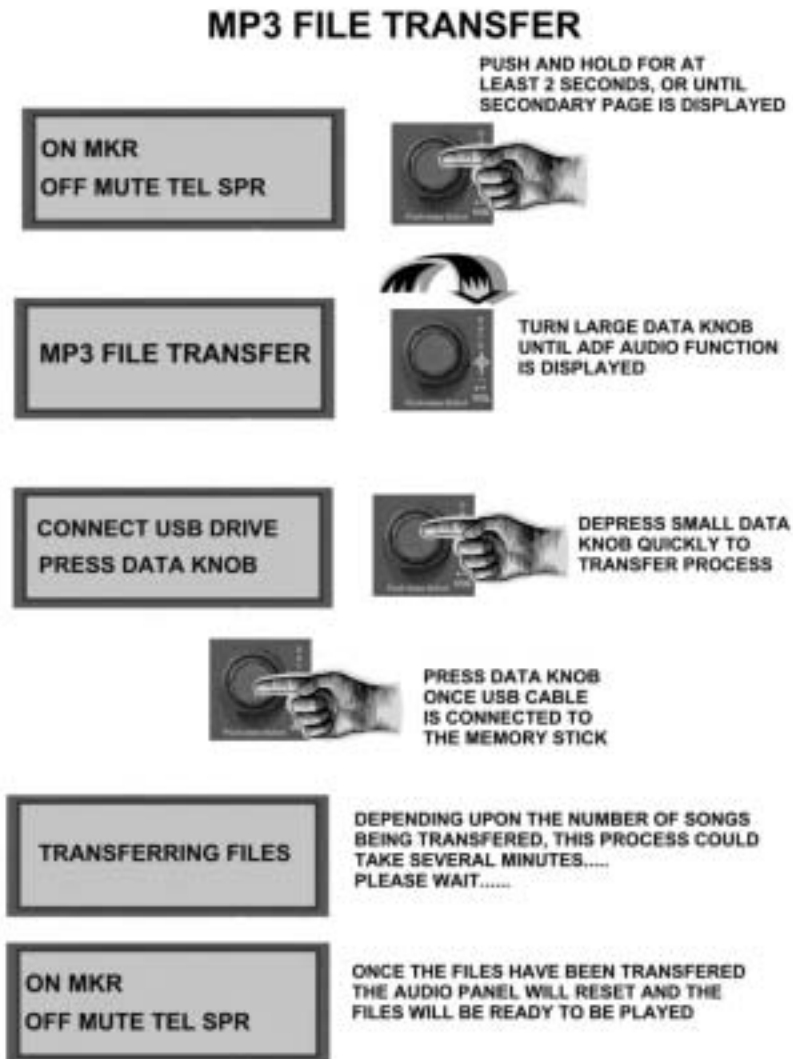 MP3 FILE TRANSFER
PUSH AND HOLD FOR AT
LEAST 2 SECONDS, OR UNTIL
SECONDARY PAGE IS DISPLAYED
ON MKR
OFF MUTE TEL SPR
MP3 FILE TRANSFER
TURN LARGE DATA KNOB
UNTIL ADF AUDIO FUNCTION
IS DISPLAYED
CONNECT USB DRIVE
PRESS DATA KNOB
DEPRESS SMALL DATA
KNOB QUICKLY TO
TRANSFER PROCESS
PRESS DATA KNOB
ONCE USB CABLE
IS CONNECTED TO
THE MEMORY STICK
TRANSFERRING FILES
DEPENDING UPON THE NUMBER OF SONGS
BEING TRANSFERED, THIS PROCESS COULD
TAKE SEVERAL MINUTES.....
PLEASE WAIT......
ON MKR
OFF MUTE TEL SPR
ONCE THE FILES HAVE BEEN TRANSFERED
THE AUDIO PANEL WILL RESET AND THE
FILES WILL BE READY TO BE PLAYED